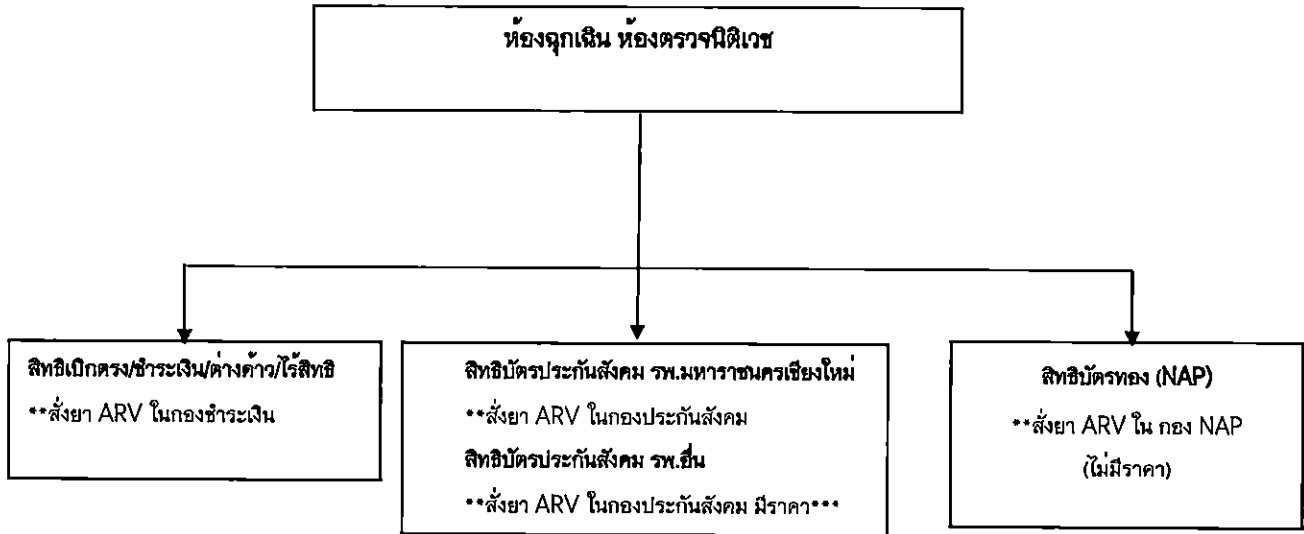 ห้องฉุกเฉิน ห้องตรวจนิติเวช
สิทธิเบิกตรง/ชำระเงิน/ต่างด้าว/ไร้สิทธิ
**สั่งยา ARV ในกองชำระเงิน
สิทธิบัตรประกันสังคม รพ.มหาราชนครเชียงใหม่
**สั่งยา ARV ในกองประกันสังคม
สิทธิบัตรประกันสังคม รพ.อื่น
**สั่งยา ARV ในกองประกันสังคม มีราคา***
สิทธิบัตรทอง (NAP)
**สั่งยา ARV ใน กอง NAP
(ไม่มีราคา)